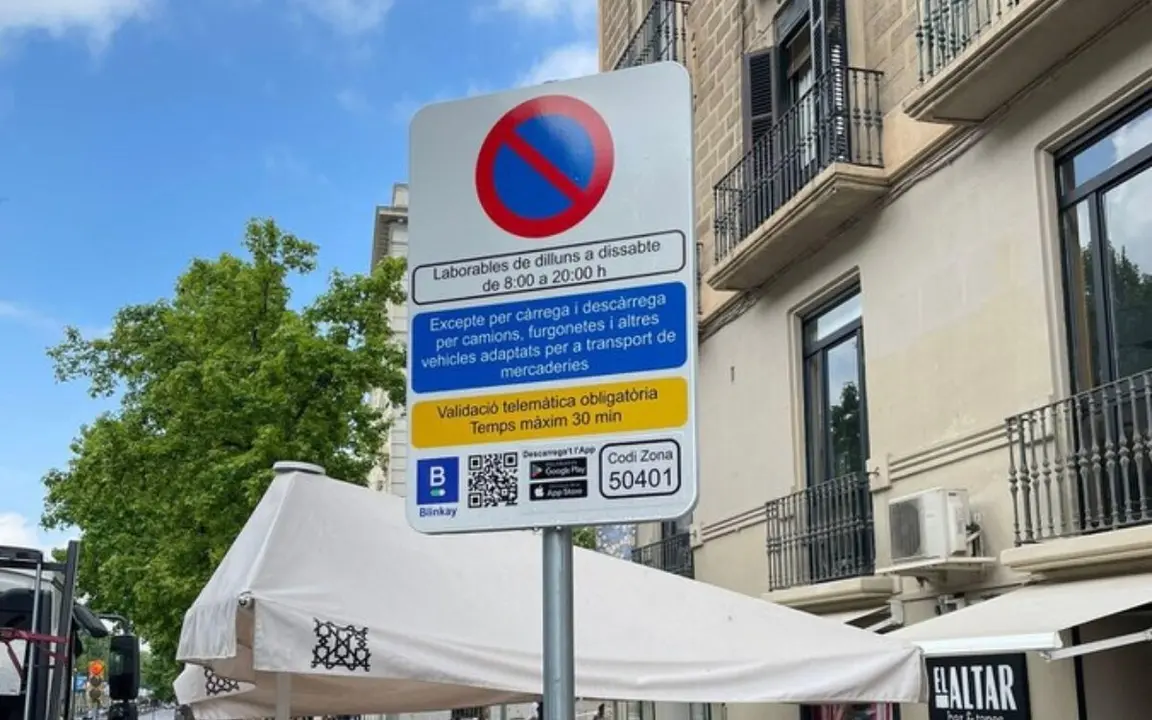 Laborables de dilluns a dissabte
de 8:00 a 20:00 h
Excepte per càrrega i descàrrega
per camions, furgonetes i altres
vehicles adaptats per a transport de
mercaderies
Validació telemàtica obligatòria
Temps màxim 30 min
B
Blinkay
Descarrega't l'App
Google Play
App Store
Codi Zona
50401
EL ALTAR